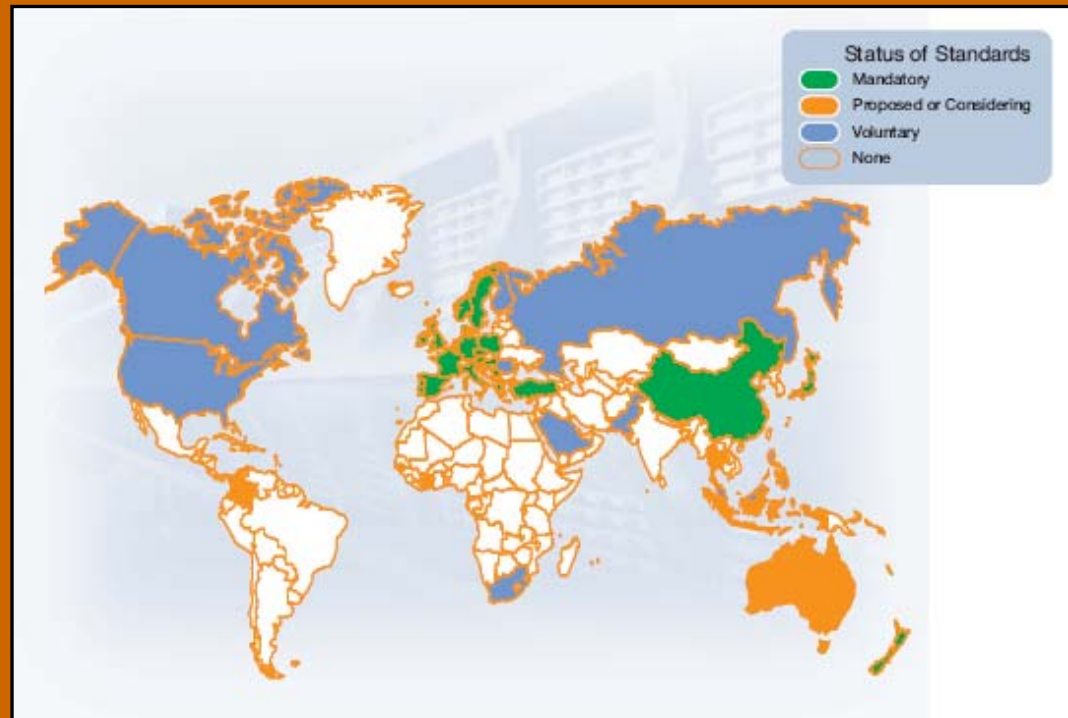 Status of Standards
Mandatory
Proposed or Considering
Voluntary
None